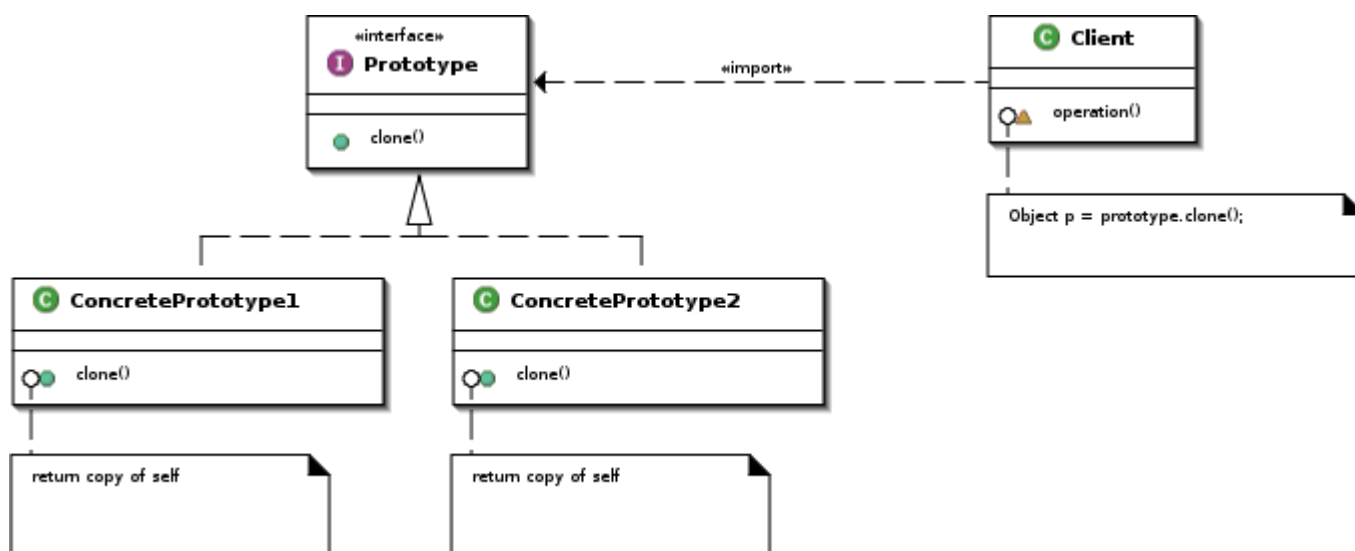 «interface»
I Prototype
clone()
«import»
C Client
operation()
Object p = prototype.clone();
C ConcretePrototype1
clone()
return copy of self
C ConcretePrototype2
clone()
return copy of self